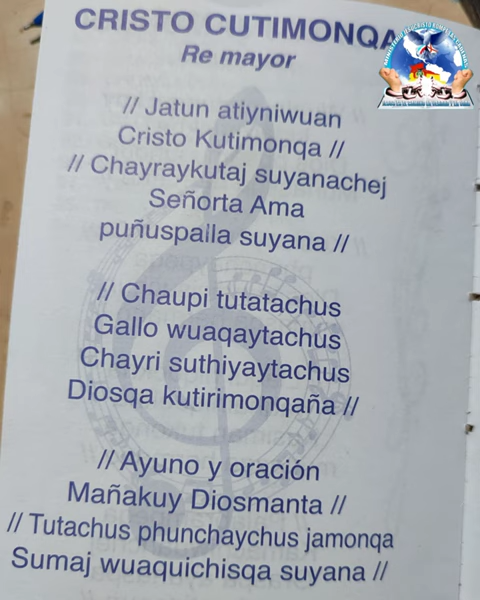 CRISTO CUTIMONQA
Re mayor
// Jatun atiyniwuan
Cristo Kutimonqa //
// Chayraykutaj suyanachej
Señorta Ama
puñuspalla suyana //
// Chaupi tutatachus
Gallo wuaqaytachus
Chayri suthiyaytachus
Diosqa kutirimonqaña //
// Ayuno y oración
Mañakuy Diosmanta //
// Tutachus phunchaychus jamonqa
Sumaj wuaquichisqa suyana //